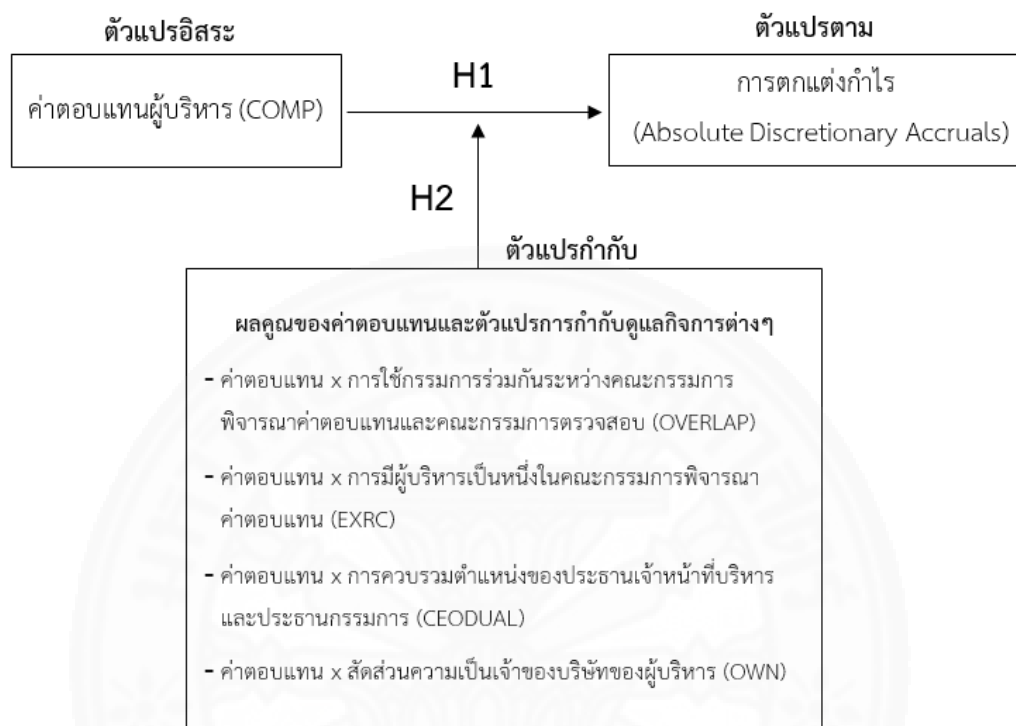 ตัวแปรอิสระ
ค่าตอบแทนผู้บริหาร (COMP)
H1
ตัวแปรตาม
การตกแต่งกำไร
(Absolute Discretionary Accruals)
H2
ตัวแปรกำกับ
ผลคูณของค่าตอบแทนและตัวแปรการกำกับดูแลกิจการต่างๆ
- ค่าตอบแทน x การใช้กรรมการร่วมกันระหว่างคณะกรรมการ
พิจารณาค่าตอบแทนและคณะกรรมการตรวจสอบ (OVERLAP)
- ค่าตอบแทน x การมีผู้บริหารเป็นหนึ่งในคณะกรรมการพิจารณา
ค่าตอบแทน (EXRC)
- ค่าตอบแทน x การควบรวมตำแหน่งของประธานเจ้าหน้าที่บริหาร
และประธานกรรมการ (CEODUAL)
- ค่าตอบแทน x สัดส่วนความเป็นเจ้าของบริษัทของผู้บริหาร (OWN)